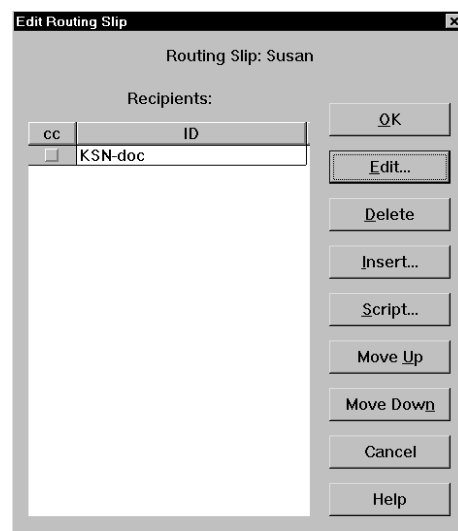 Edit Routing Slip
Routing Slip: Susan
Recipients:
cc ID
KSN-doc
OK
Edit...
Delete
Insert...
Script...
Move Up
Move Down
Cancel
Help